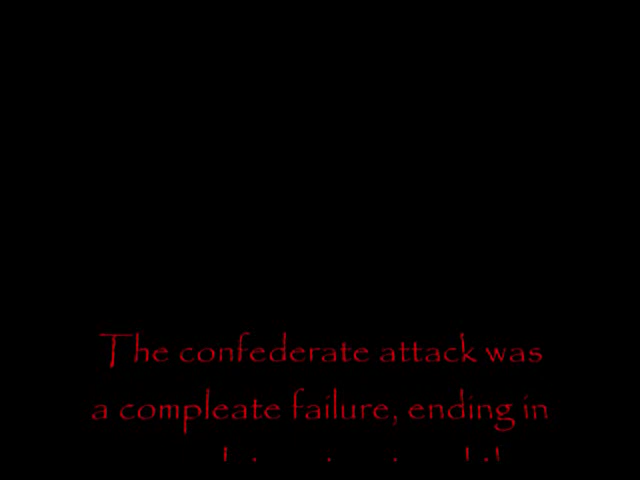 The confederate attack was
a compleate failure, ending in